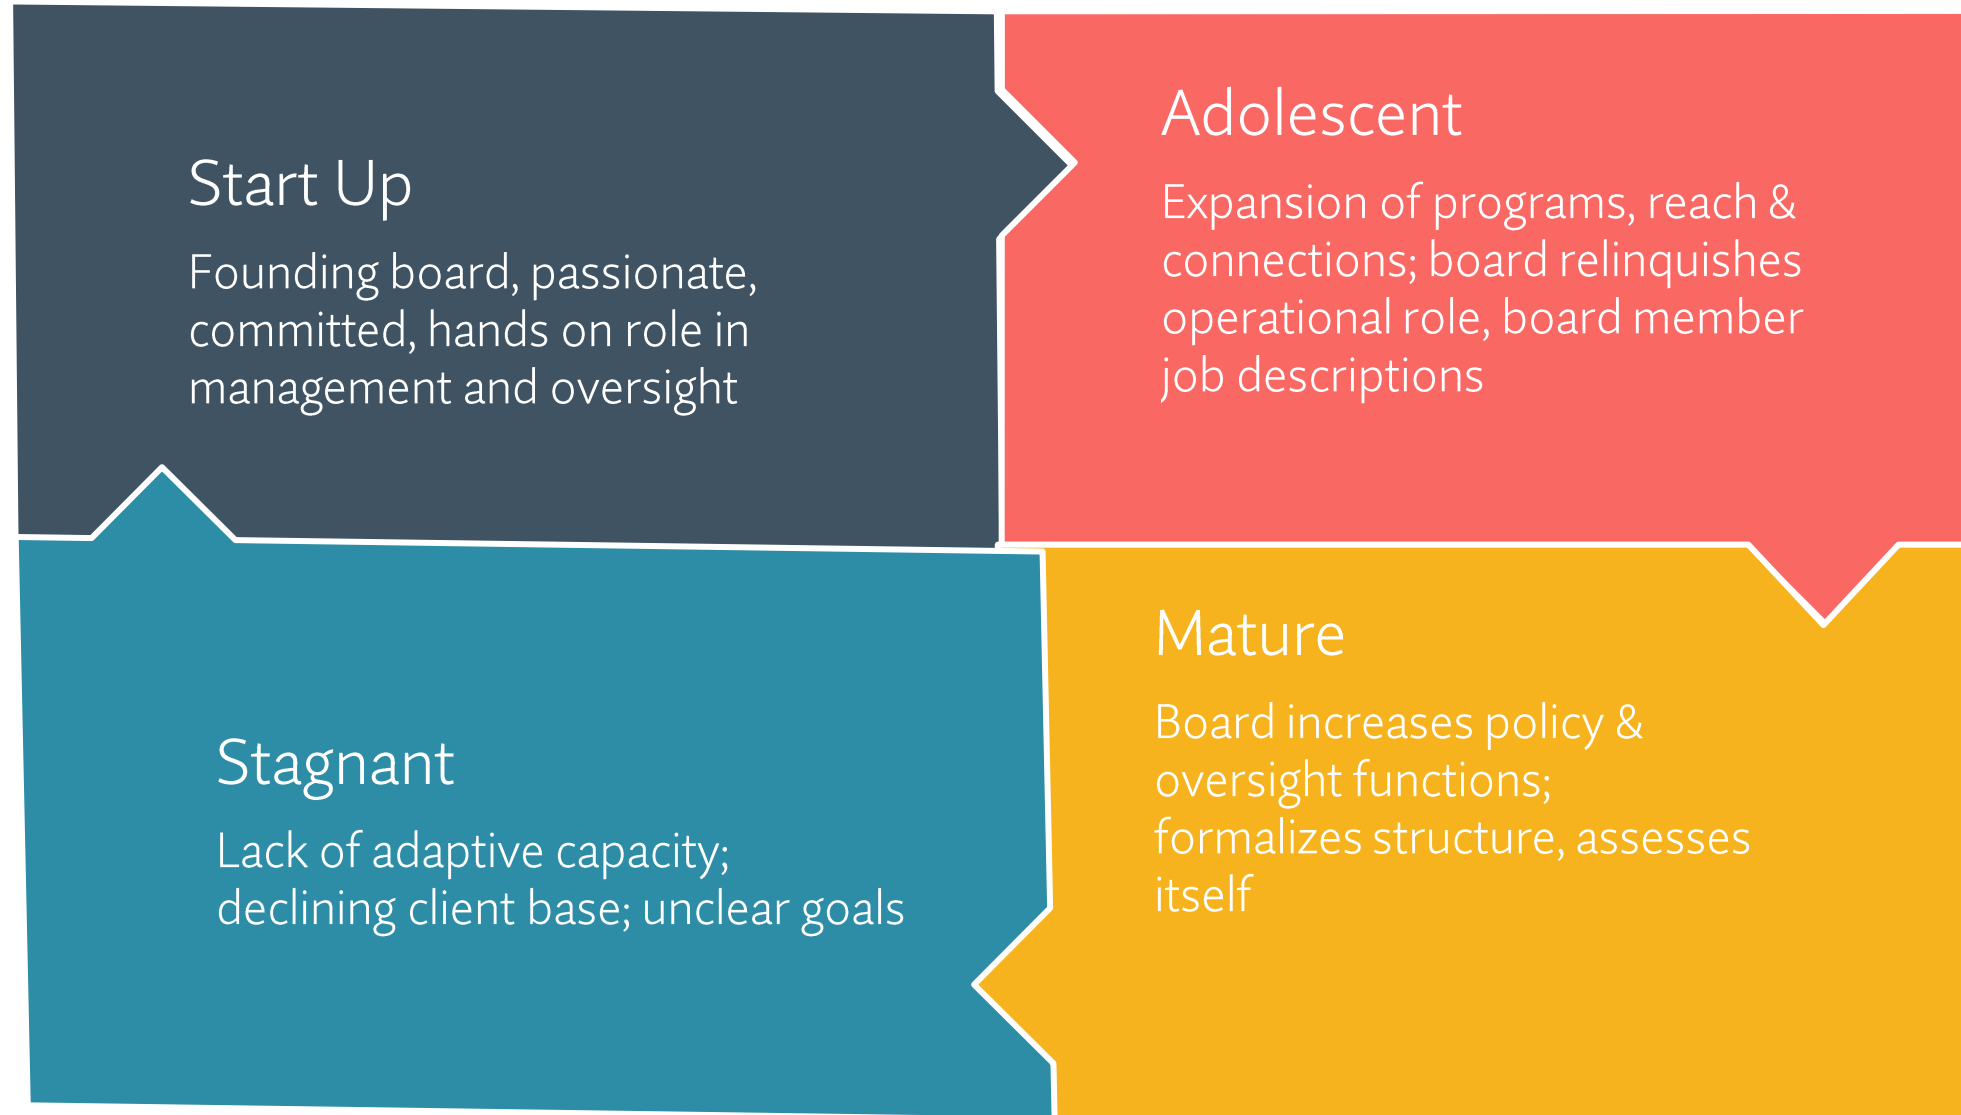 Start Up
Founding board, passionate,
committed, hands on role in
management and oversight
Adolescent
Expansion of programs, reach &
connections; board relinquishes
operational role, board member
job descriptions
Stagnant
Lack of adaptive capacity;
declining client base; unclear goals
Mature
Board increases policy &
oversight functions;
formalizes structure, assesses
itself